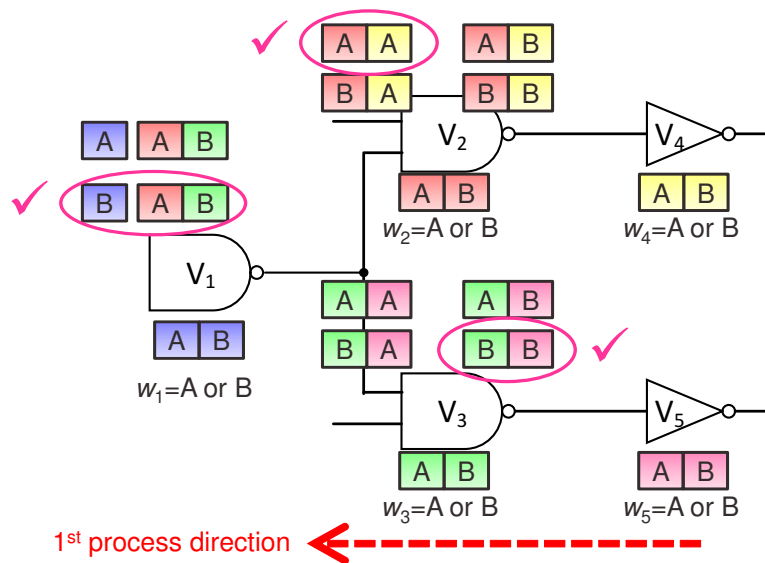 A A A B
B A B B
V2 V4
A A B
B A B
A B A B
w2=A or B w4=A or B
V1
A A A B
A B B A B B
w1=A or B
V3 V5
A B A B
w3=A or B w5=A or B
1st process direction